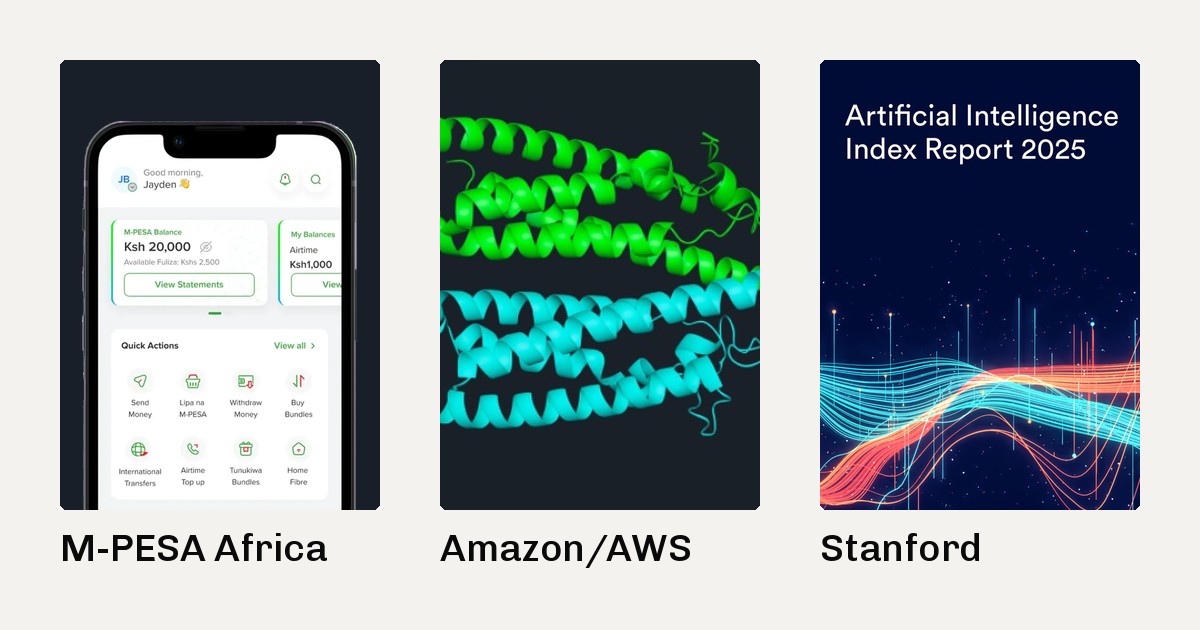 JB
Good morning,
Jayden 👋
M-PESA Balance
Ksh 20,000
Available Fuliza: Kshs 2,500
View Statements
My Balances
Airtime
Ksh1,000
View
Quick Actions
View all
Send
Money
Lipa na
M-PESA
Withdraw
Money
Buy
Bundles
International
Transfers
Airtime
Top up
Tunukiwa
Bundles
Home
Fibre
Artificial Intelligence
Index Report 2025
M-PESA Africa
Amazon/AWS
Stanford